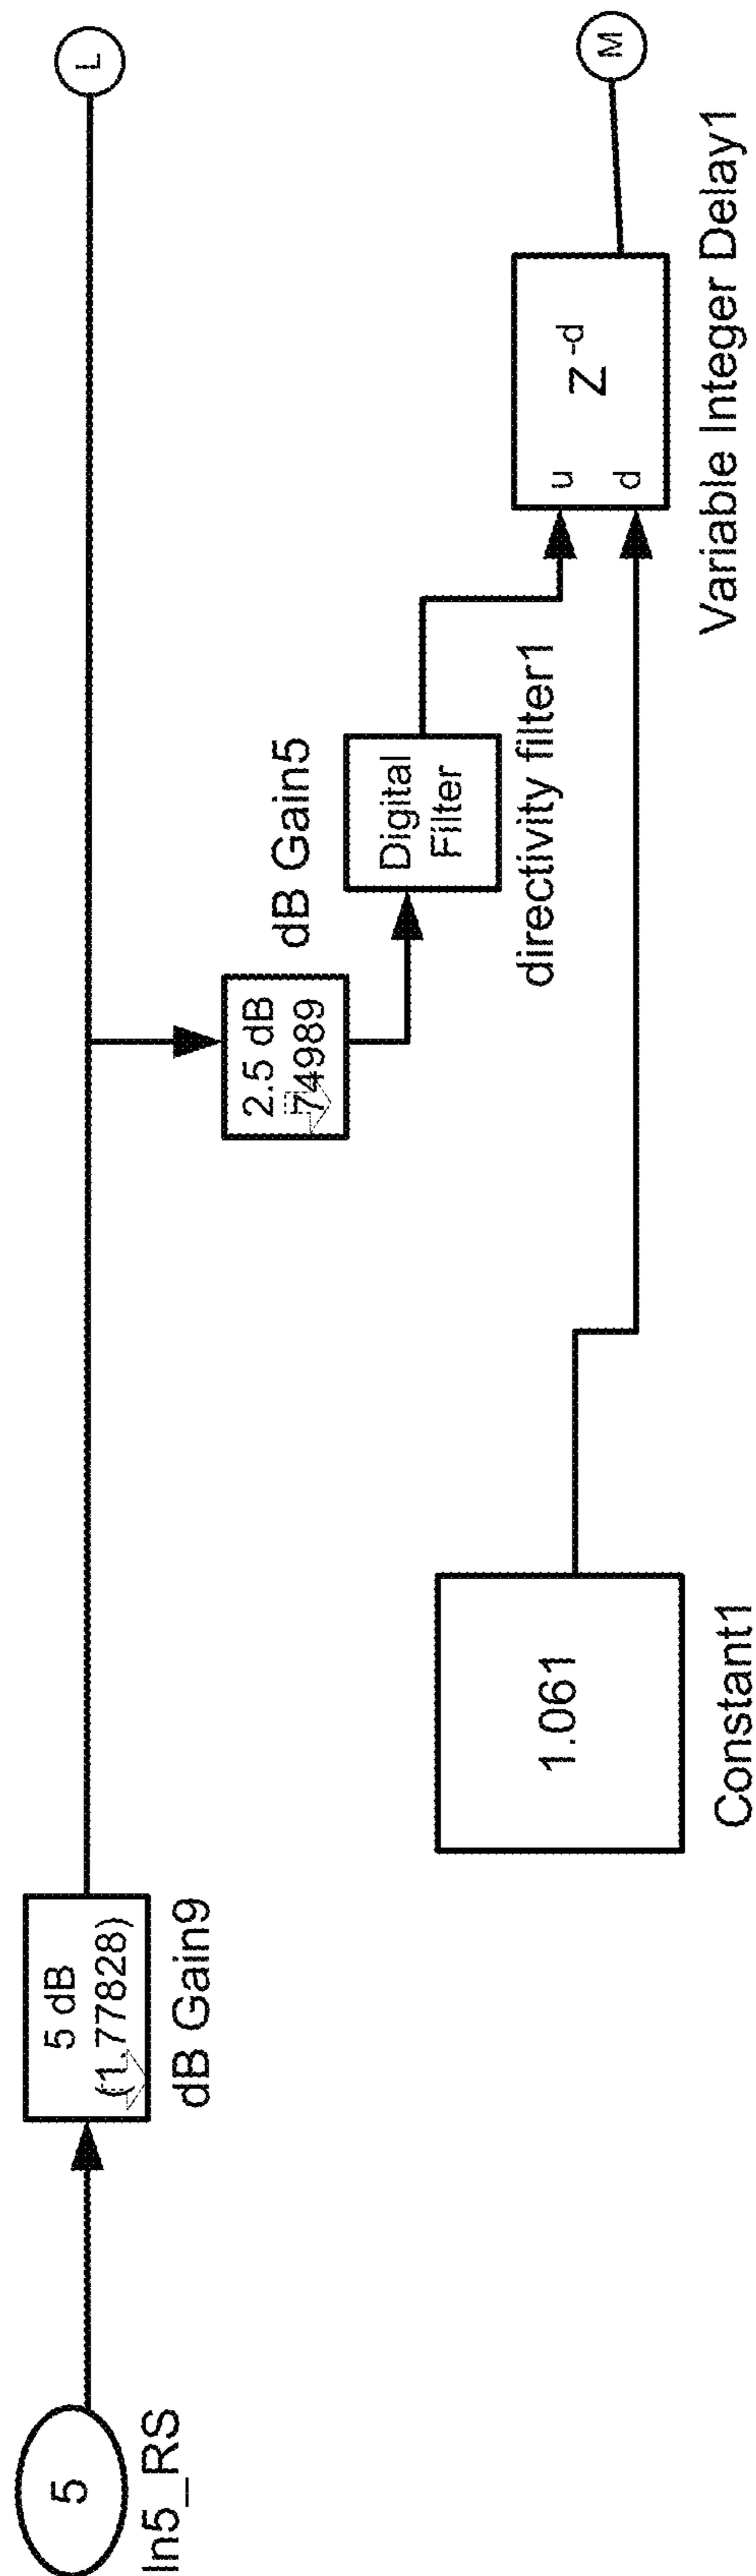 5
In5_RS
5 dB
(1.77828)
dB Gain9
L
2.5 dB
74989
dB Gain5
Digital
Filter
directivity filter1
1.061
Constant1
u
d
Z-d
Variable Integer Delay1
M